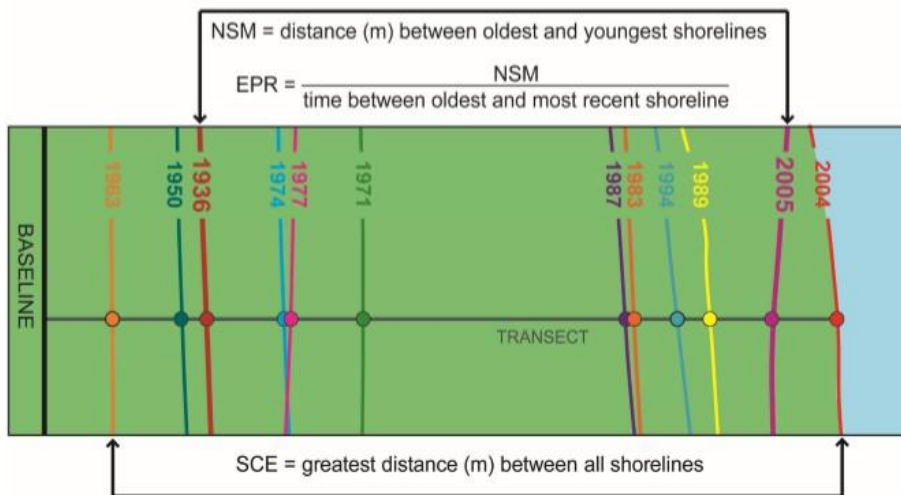 NSM = distance (m) between oldest and youngest shorelines
EPR = NSM
time between oldest and most recent shoreline
BASELINE
1963
1950
1936
1974
1977
1971
1987
1983
1994
1989
2005
2004
TRANSECT
SCE = greatest distance (m) between all shorelines